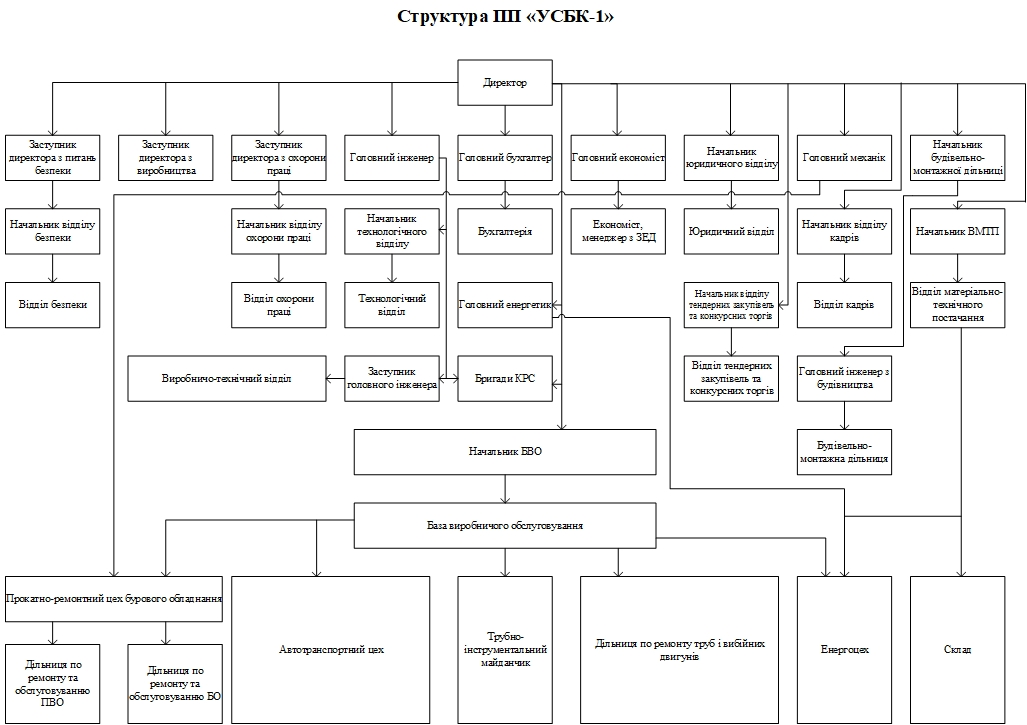 Структура ПП «УСБК-1»
Директор
Заступник
директора з питань
безпеки
Заступник
директора з
виробництва
Заступник
директора з охорони
праці
Головний інженер
Головний бухгалтер
Головний економіст
Начальник
юридичного відділу
Головний механік
Начальник
будівельно-
монтажної дільниці
Начальник відділу
безпеки
Начальник відділу
охорони праці
Начальник
технологічного
відділу
Бухгалтерія
Економіст,
менеджер з ЗЕД
Юридичний відділ
Начальник відділу
кадрів
Начальник ВМТП
Відділ безпеки
Відділ охорони
праці
Технологічний
відділ
Головний енергетик
Начальник відділу
тендерних закупівель
та конкурсних торгів
Відділ кадрів
Відділ матеріально-
технічного
постачання
Виробничо-технічний відділ
Заступник
головного інженера
Бригади КРС
Відділ тендерних
закупівель та
конкурсних торгів
Головний інженер з
будівництва
Начальник БВО
Будівельно-
монтажна дільниця
База виробничого обслуговування
Прокатно-ремонтний цех бурового обладнання
Автотранспортний цех
Трубно-
інструментальний
майданчик
Дільниця по ремонту труб і вибійних
двигунів
Енергоцех
Склад
Дільниця по
ремонту та
обслуговуванню
ПВО
Дільниця по
ремонту та
обслуговуванню БО